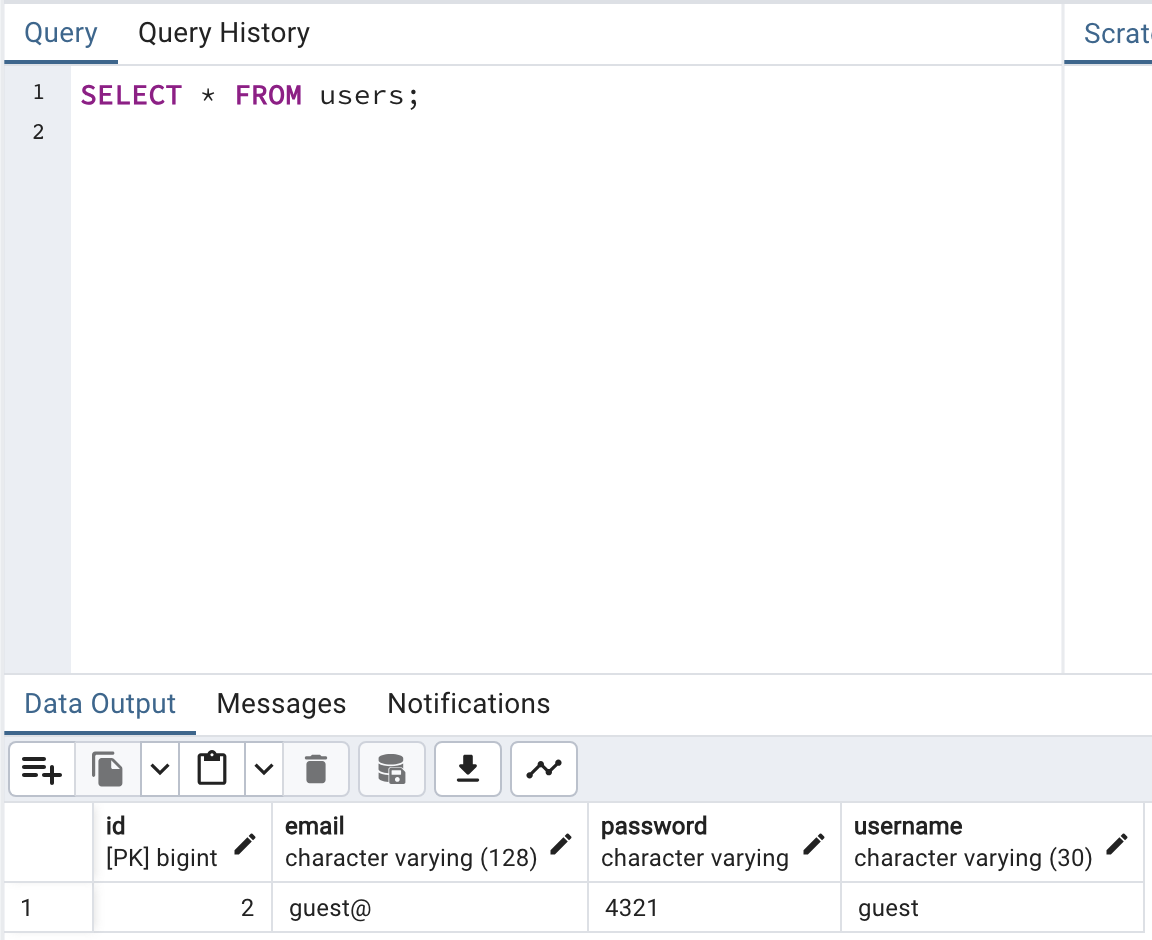 Query Query History
Scrat
1 SELECT * FROM users;
2
Data Output Messages Notifications
id email password username
[PK] bigint character varying (128) character varying character varying (30)
1 2 guest@ 4321 guest